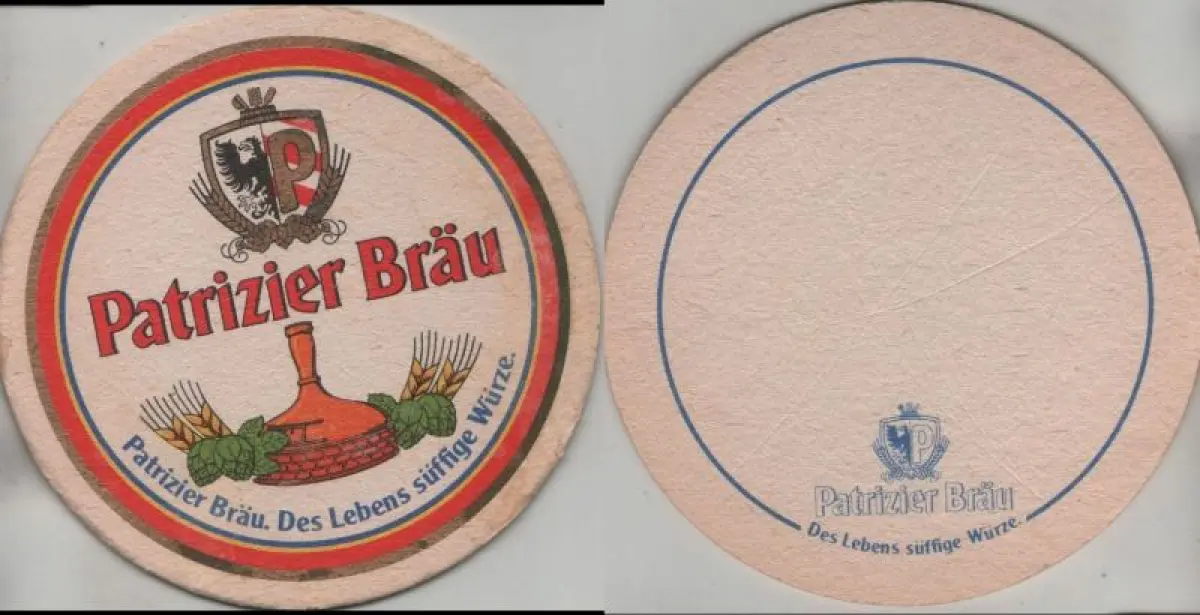 P
Patrizier Bräu
Patrizier Bräu. Des Lebens süffige Würze.
P
Patrizier Bräu
Des Lebens süffige Würze.